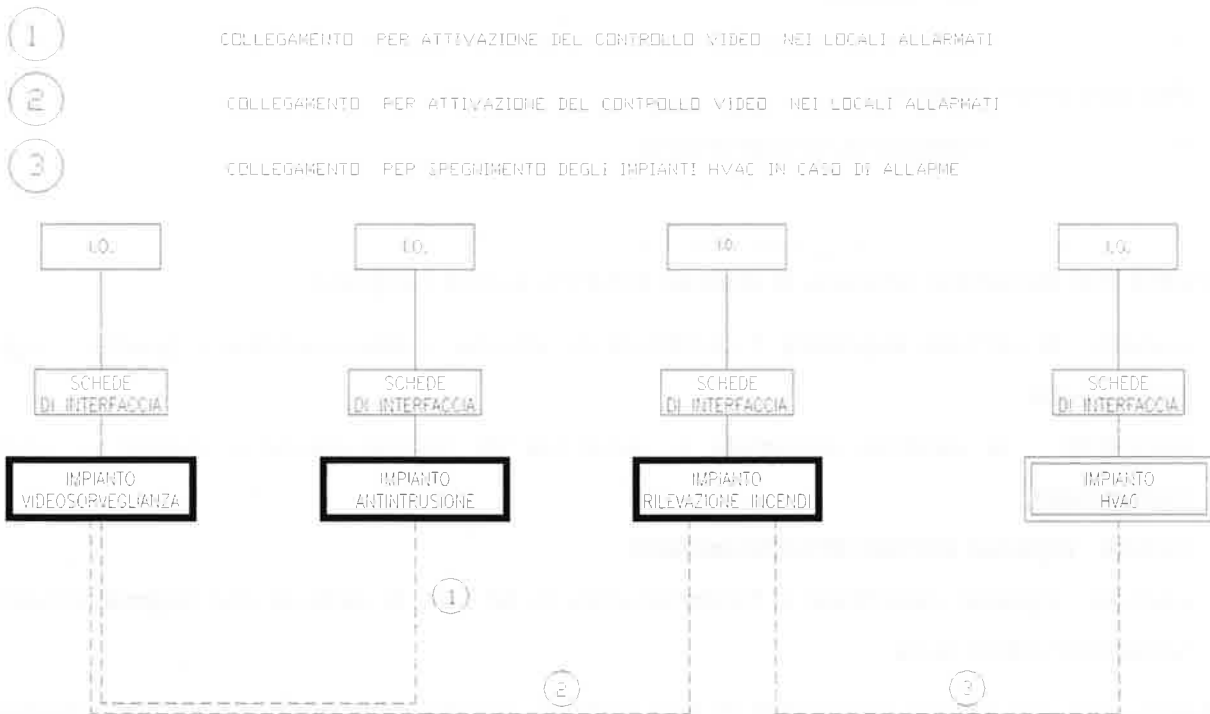 1 COLLEGAMENTO PER ATTIVAZIONE DEL CONTROLLO VIDEO NEI LOCALI ALLARMATI
2 COLLEGAMENTO PER ATTIVAZIONE DEL CONTROLLO VIDEO NEI LOCALI ALLARMATI
3 COLLEGAMENTO PER SPEGNIMENTO DEGLI IMPIANTI HVAC IN CASO DI ALLARME
SCHEDE
DI INTERFACCIA
SCHEDE
DI INTERFACCIA
SCHEDE
DI INTERFACCIA
SCHEDE
DI INTERFACCIA
IMPIANTO
VIDEOSORVEGLIANZA
IMPIANTO
ANTINTRUSIONE
IMPIANTO
RILEVAZIONE INCENDI
IMPIANTO
HVAC
1
2
3